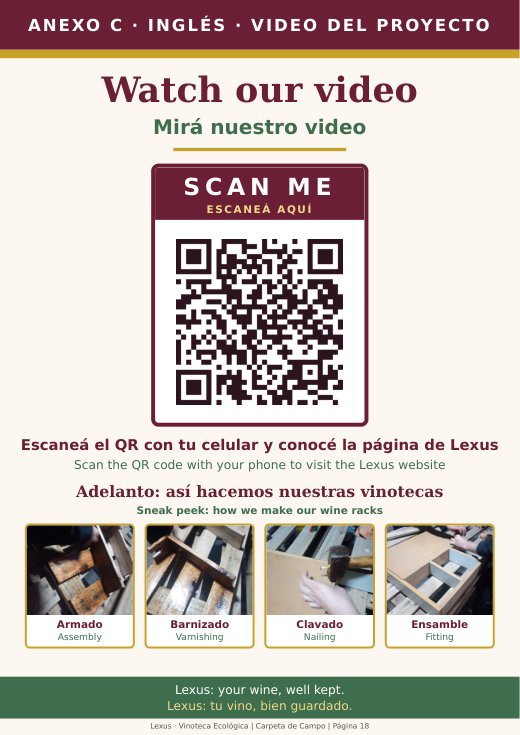 ANEXO C · INGLÉS · VIDEO DEL PROYECTO
Watch our video
Mirá nuestro video
SCAN ME
ESCANEÁ AQUÍ
Escaneá el QR con tu celular y conocé la página de Lexus
Scan the QR code with your phone to visit the Lexus website
Adelanto: así hacemos nuestras vinotecas
Sneak peek: how we make our wine racks
Armado
Assembly
Barnizado
Varnishing
Clavado
Nailing
Ensamble
Fitting
Lexus: your wine, well kept.
Lexus: tu vino, bien guardado.
Lexus · Vinoteca Ecológica | Carpeta de Campo | Página 18